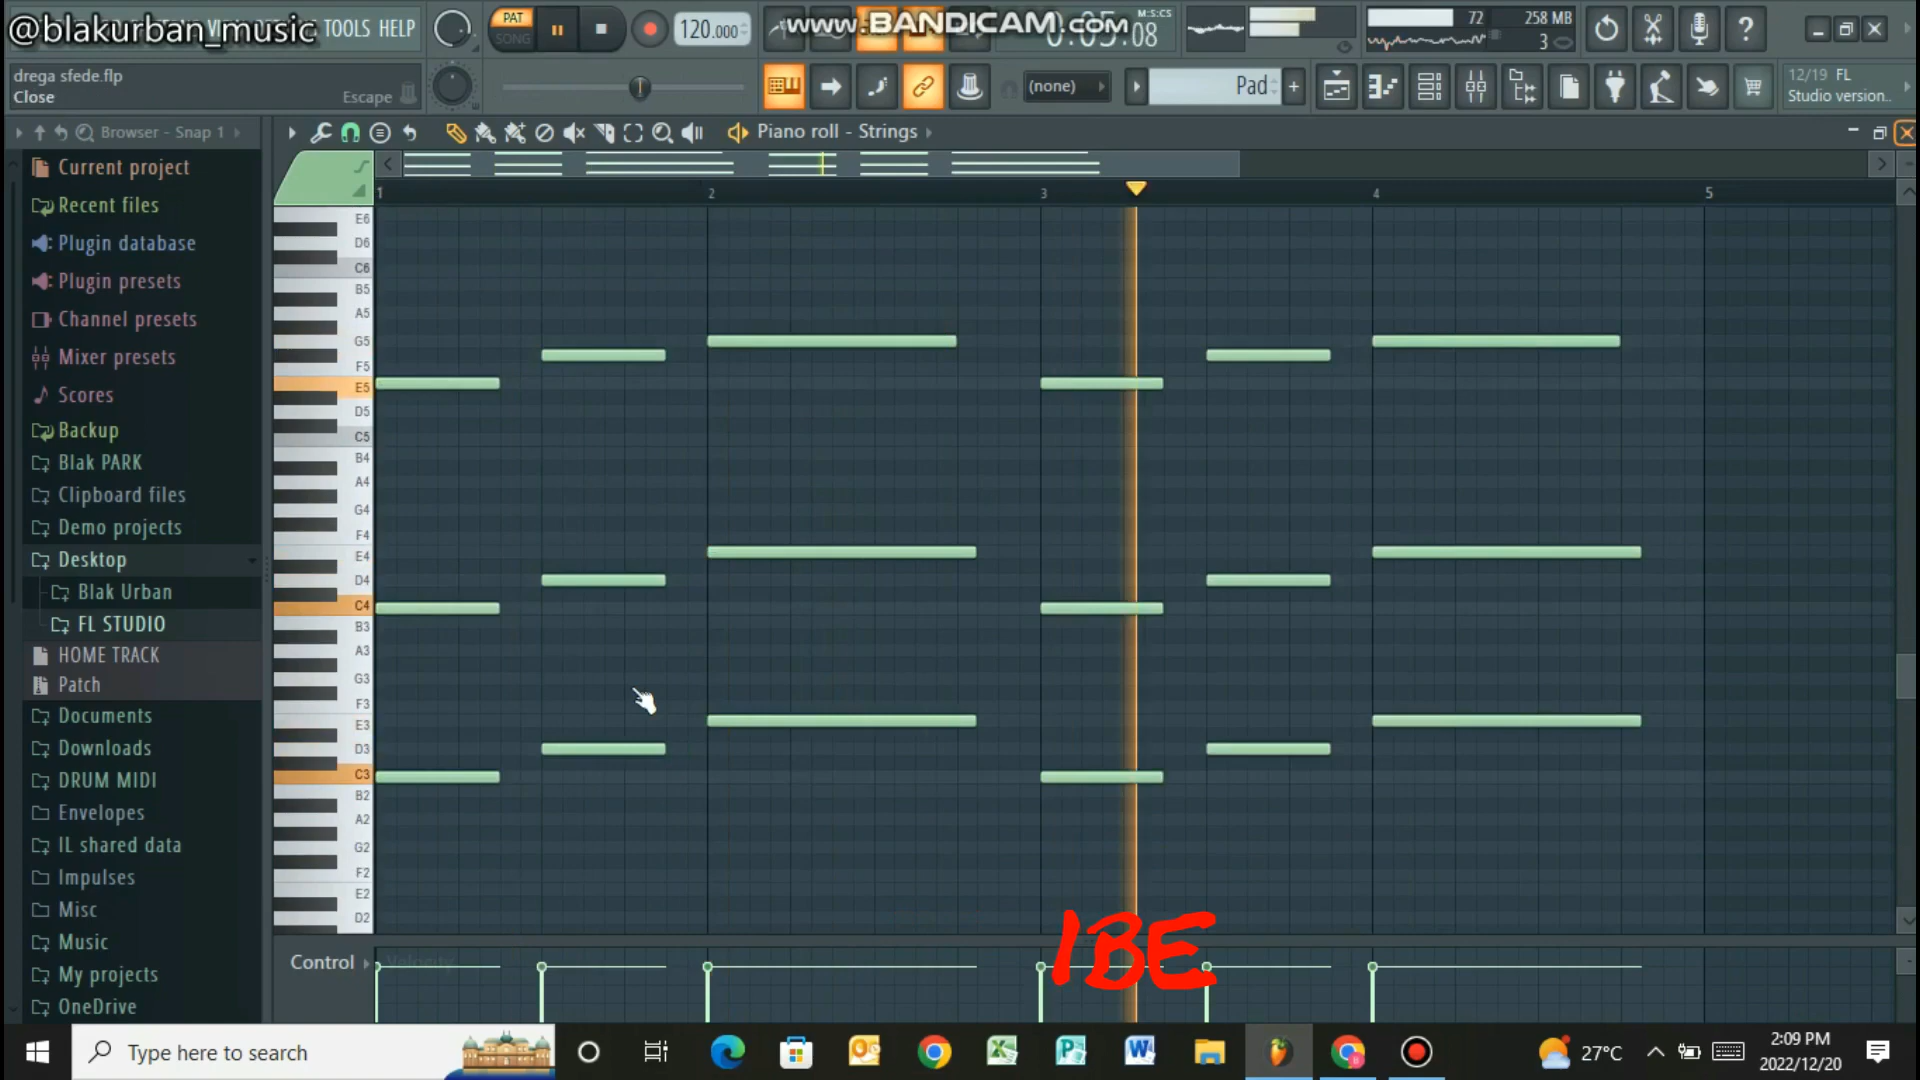 @blakurban_music TOOLS HELP
PAT
SONG
120.000
www.BANDICAM.com
0:05:08
M:S:CS
72
258 MB
3
drega sfede.flp
Close
Escape
(none)
Pad
12/19 FL
Studio version..
Browser - Snap 1
Piano roll - Strings
Current project
Recent files
Plugin database
Plugin presets
Channel presets
Mixer presets
Scores
Backup
Blak PARK
Clipboard files
Demo projects
Desktop
Blak Urban
FL STUDIO
HOME TRACK
Patch
Documents
Downloads
DRUM MIDI
Envelopes
IL shared data
Impulses
Misc
Music
My projects
OneDrive
1 2 3 4 5
E6
D6
C6
B5
A5
G5
F5
E5
D5
C5
B4
A4
G4
F4
E4
D4
C4
B3
A3
G3
F3
E3
D3
C3
B2
A2
G2
F2
E2
D2
IBE
Control
Velocity
Type here to search
27°C
2:09 PM
2022/12/20